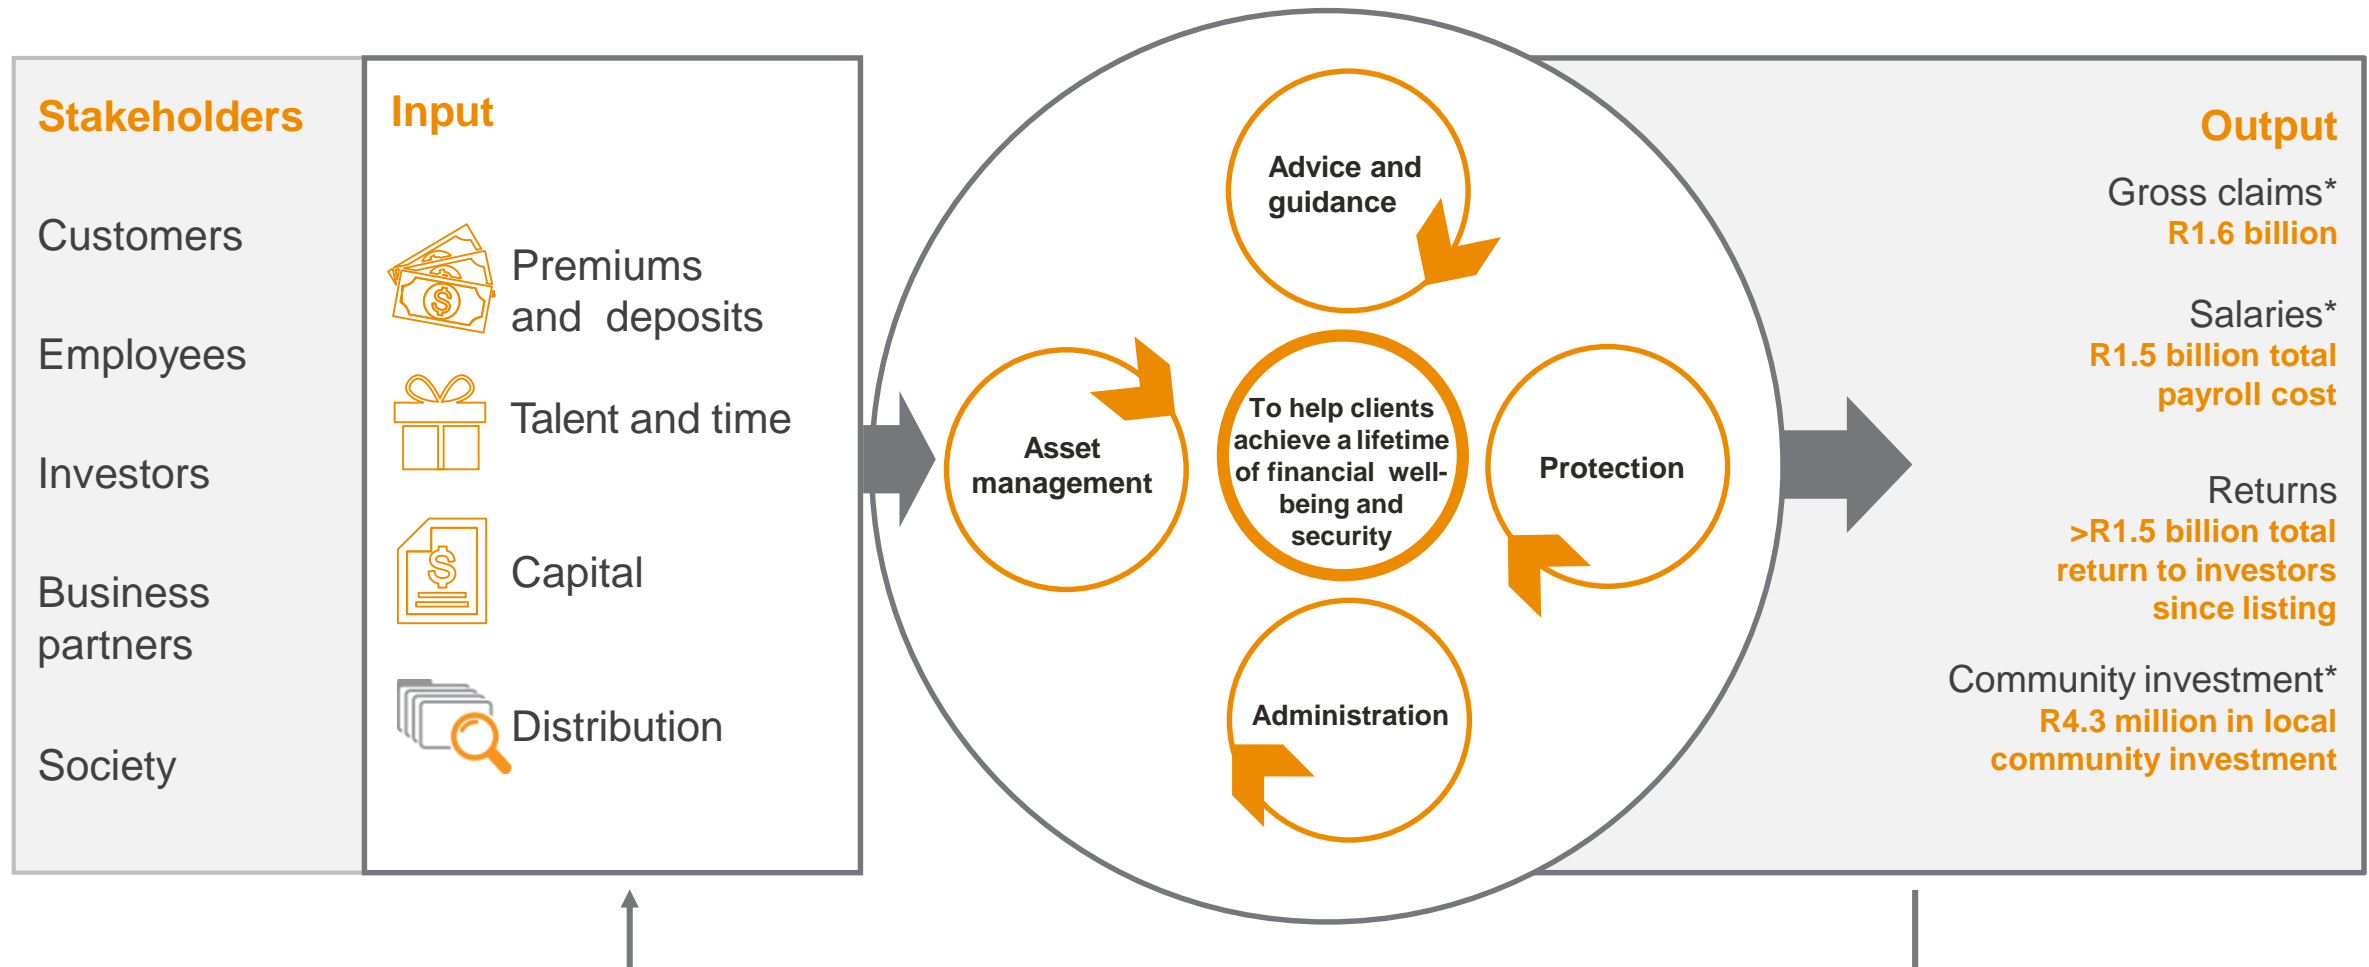 Stakeholders
Customers
Employees
Investors
Business
partners
Society
Input
Premiums
and deposits
Talent and time
Capital
Distribution
Advice and
guidance
Asset
management
To help clients
achieve a lifetime
of financial well-
being and
security
Protection
Administration
Output
Gross claims*
R1.6 billion
Salaries*
R1.5 billion total
payroll cost
Returns
>R1.5 billion total
return to investors
since listing
Community investment*
R4.3 million in local
community investment